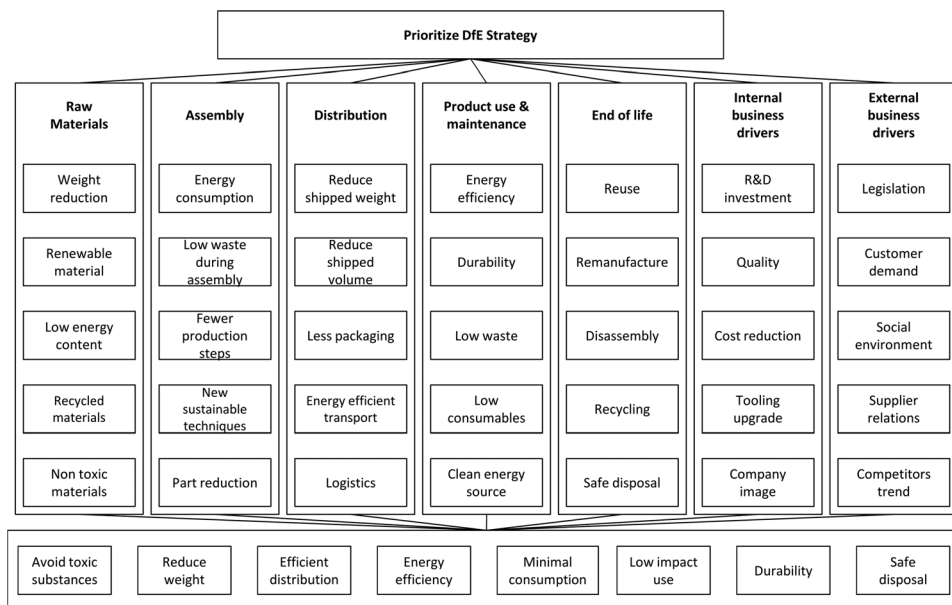 Prioritize DfE Strategy
Raw
Materials
Weight
reduction
Renewable
material
Low energy
content
Recycled
materials
Non toxic
materials
Assembly
Energy
consumption
Low waste
during
assembly
Fewer
production
steps
New
sustainable
techniques
Part reduction
Distribution
Reduce
shipped weight
Reduce
shipped
volume
Less packaging
Energy efficient
transport
Logistics
Product use &
maintenance
Energy
efficiency
Durability
Low waste
Low
consumables
Clean energy
source
End of life
Reuse
Remanufacture
Disassembly
Recycling
Safe disposal
Internal
business
drivers
R&D
investment
Quality
Cost reduction
Tooling
upgrade
Company
image
External
business
drivers
Legislation
Customer
demand
Social
environment
Supplier
relations
Competitors
trend
Avoid toxic
substances
Reduce
weight
Efficient
distribution
Energy
efficiency
Minimal
consumption
Low impact
use
Durability
Safe
disposal